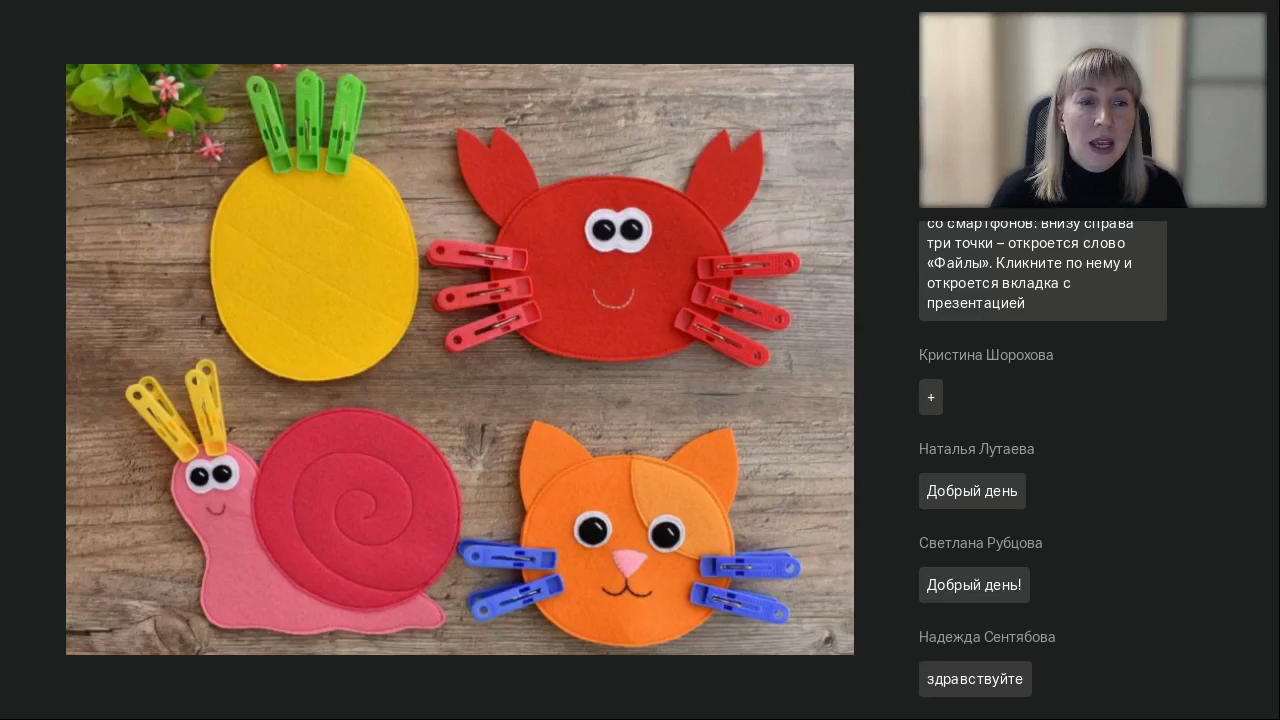 со смартфонов: внизу справа
три точки – откроется слово
«Файлы». Кликните по нему и
откроется вкладка с
презентацией
Кристина Шорохова
+
Наталья Лутаева
Добрый день
Светлана Рубцова
Добрый день!
Надежда Сентябова
здравствуйте